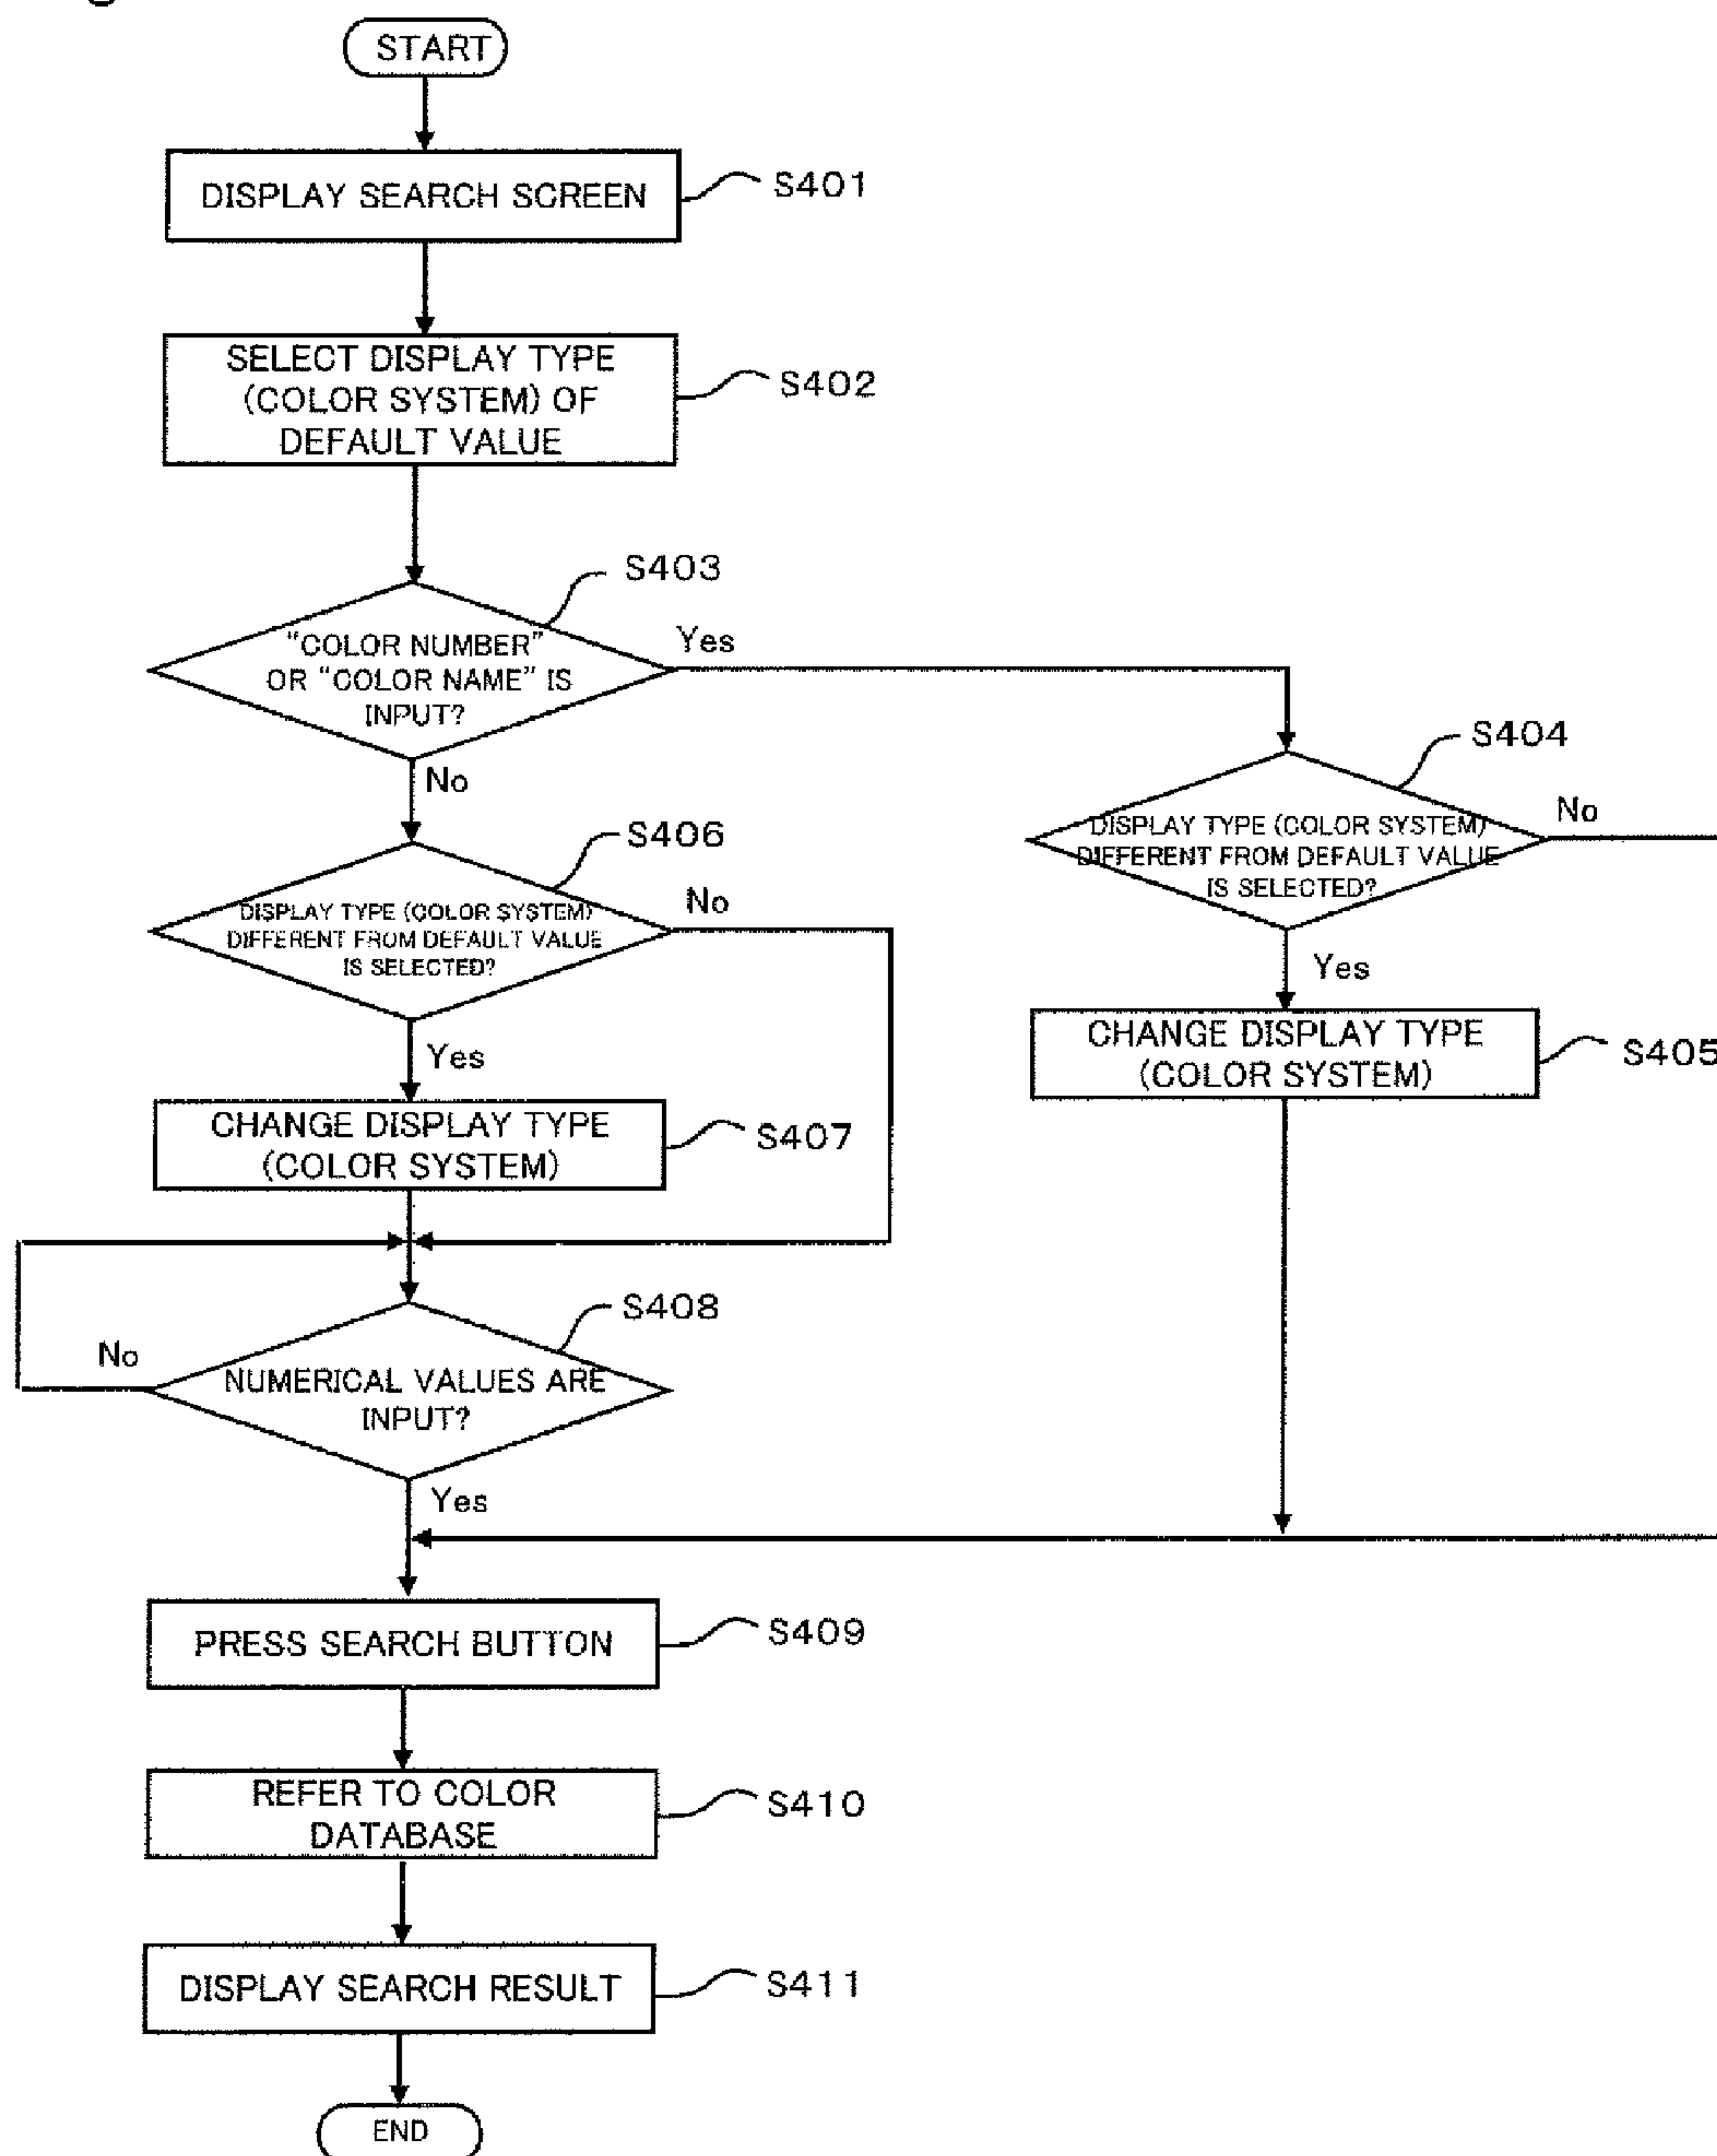 START
DISPLAY SEARCH SCREEN
S401
SELECT DISPLAY TYPE
(COLOR SYSTEM) OF
DEFAULT VALUE
S402
S403
"COLOR NUMBER"
OR "COLOR NAME" IS
INPUT?
Yes
No
S404
DISPLAY TYPE (COLOR SYSTEM)
DIFFERENT FROM DEFAULT VALUE
IS SELECTED?
No
Yes
CHANGE DISPLAY TYPE
(COLOR SYSTEM)
S405
S406
DISPLAY TYPE (COLOR SYSTEM)
DIFFERENT FROM DEFAULT VALUE
IS SELECTED?
No
Yes
CHANGE DISPLAY TYPE
(COLOR SYSTEM)
S407
S408
NUMERICAL VALUES ARE
INPUT?
No
Yes
PRESS SEARCH BUTTON
S409
REFER TO COLOR
DATABASE
S410
DISPLAY SEARCH RESULT
S411
END